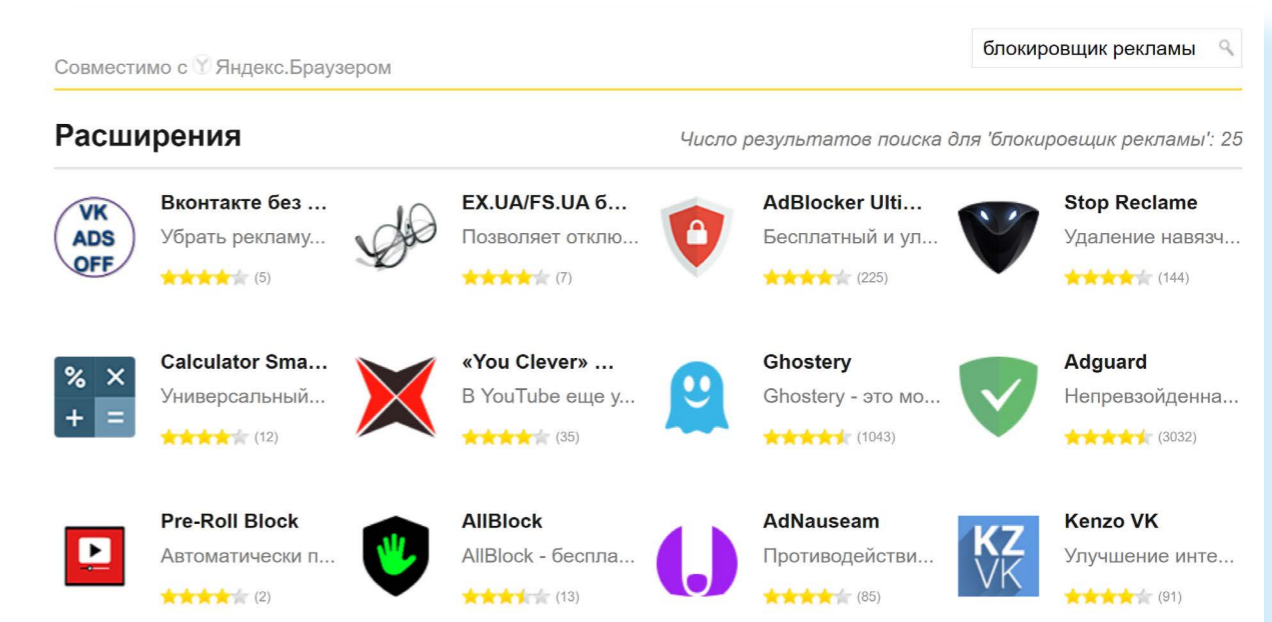 блокировщик рекламы
Совместимо с Яндекс.Браузером
Расширения
Число результатов поиска для 'блокировщик рекламы': 25
VK
ADS
OFF
Вконтакте без ...
Убрать рекламу...
(5)
EX.UA/FS.UA б...
Позволяет отклю...
(7)
AdBlocker Ulti...
Бесплатный и ул...
(225)
Stop Reclame
Удаление навязч...
(144)
% ×
+ =
Calculator Sma...
Универсальный...
(12)
«You Clever» ...
В YouTube еще у...
(35)
Ghostery
Ghostery - это мо...
(1043)
Adguard
Непревзойденна...
(3032)
Pre-Roll Block
Автоматически п...
(2)
AllBlock
AllBlock - беспла...
(13)
AdNauseam
Противодействи...
(85)
KZ
VK
Kenzo VK
Улучшение инте...
(91)